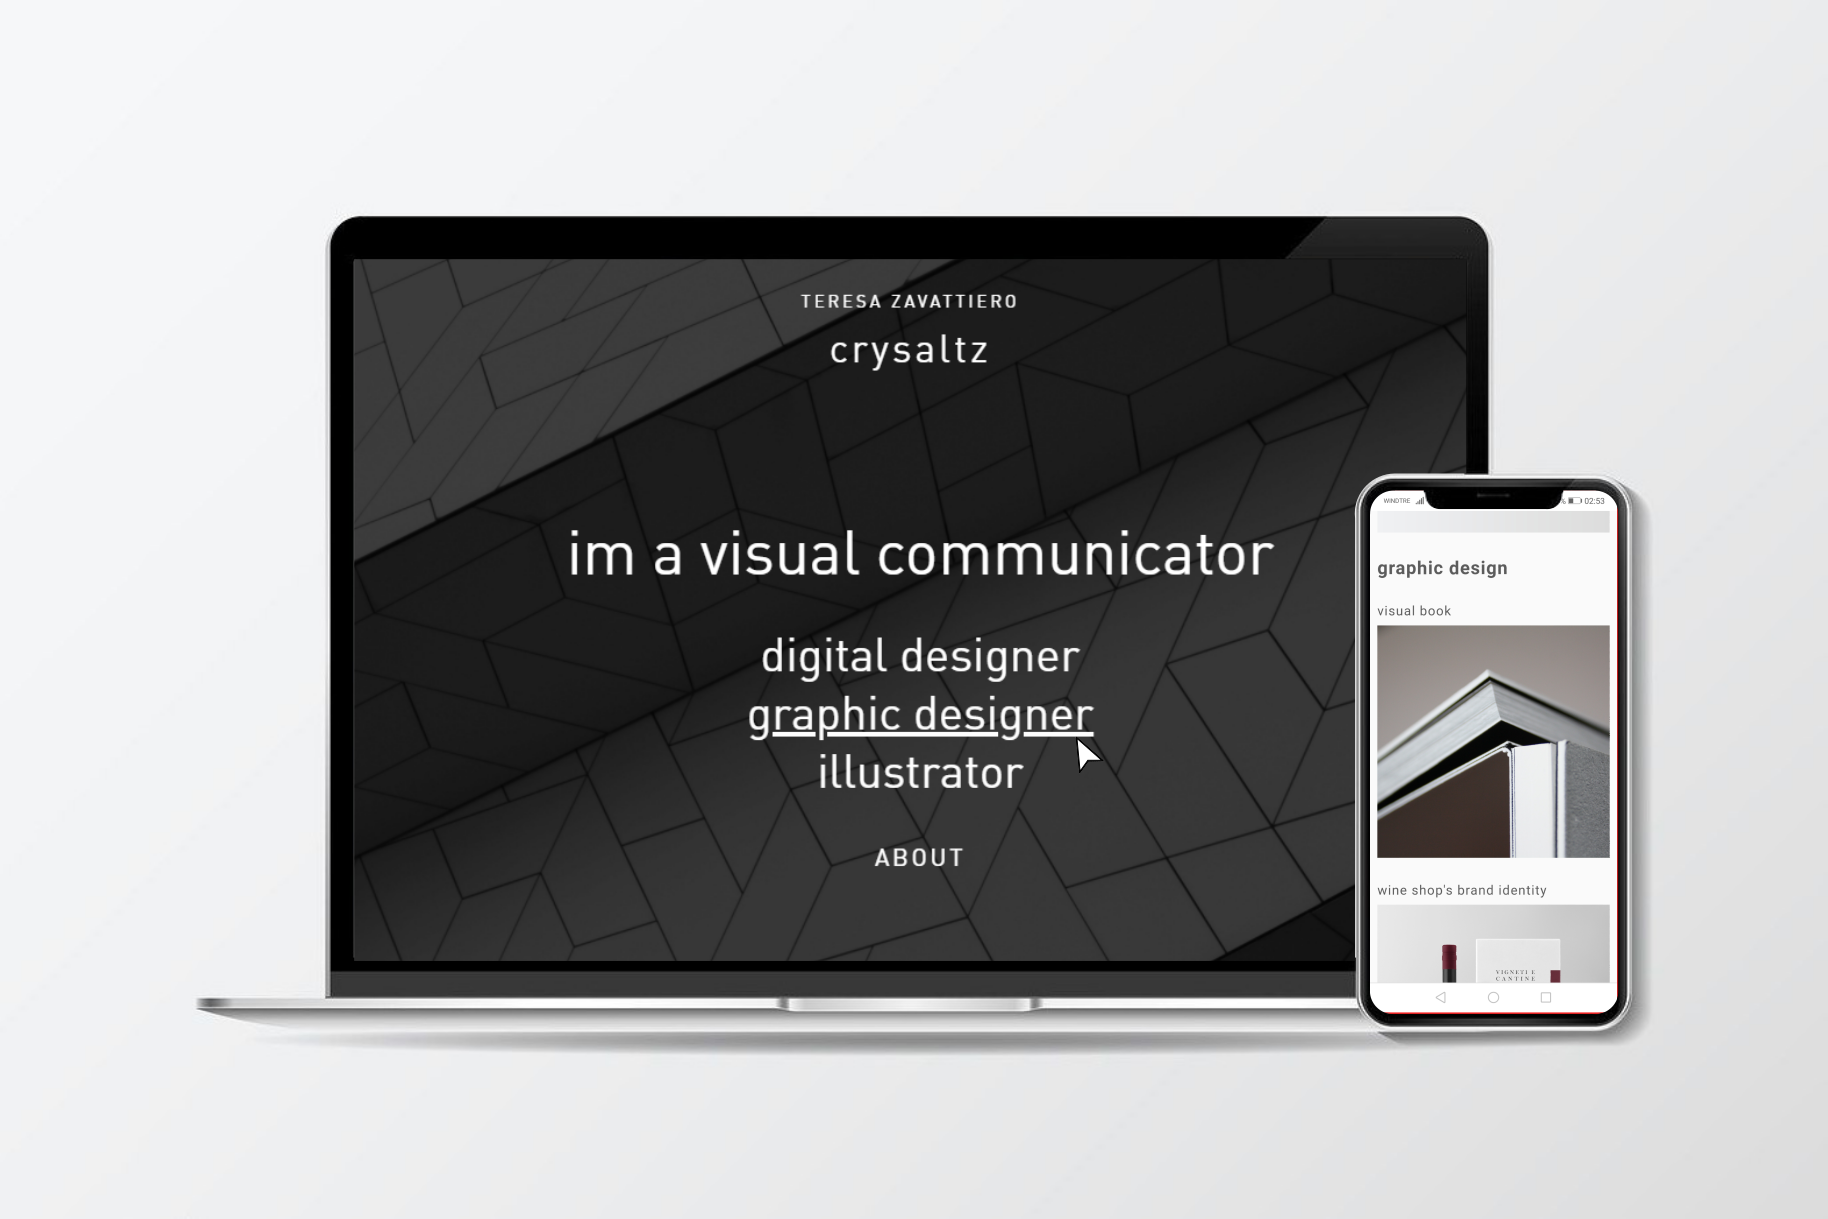 TERESA ZAVATTIERO
crysaltz
im a visual communicator
digital designer
graphic designer
illustrator
ABOUT
WINDTRE
% 02:53
graphic design
visual book
wine shop's brand identity
VIGNETI E
CANTINE